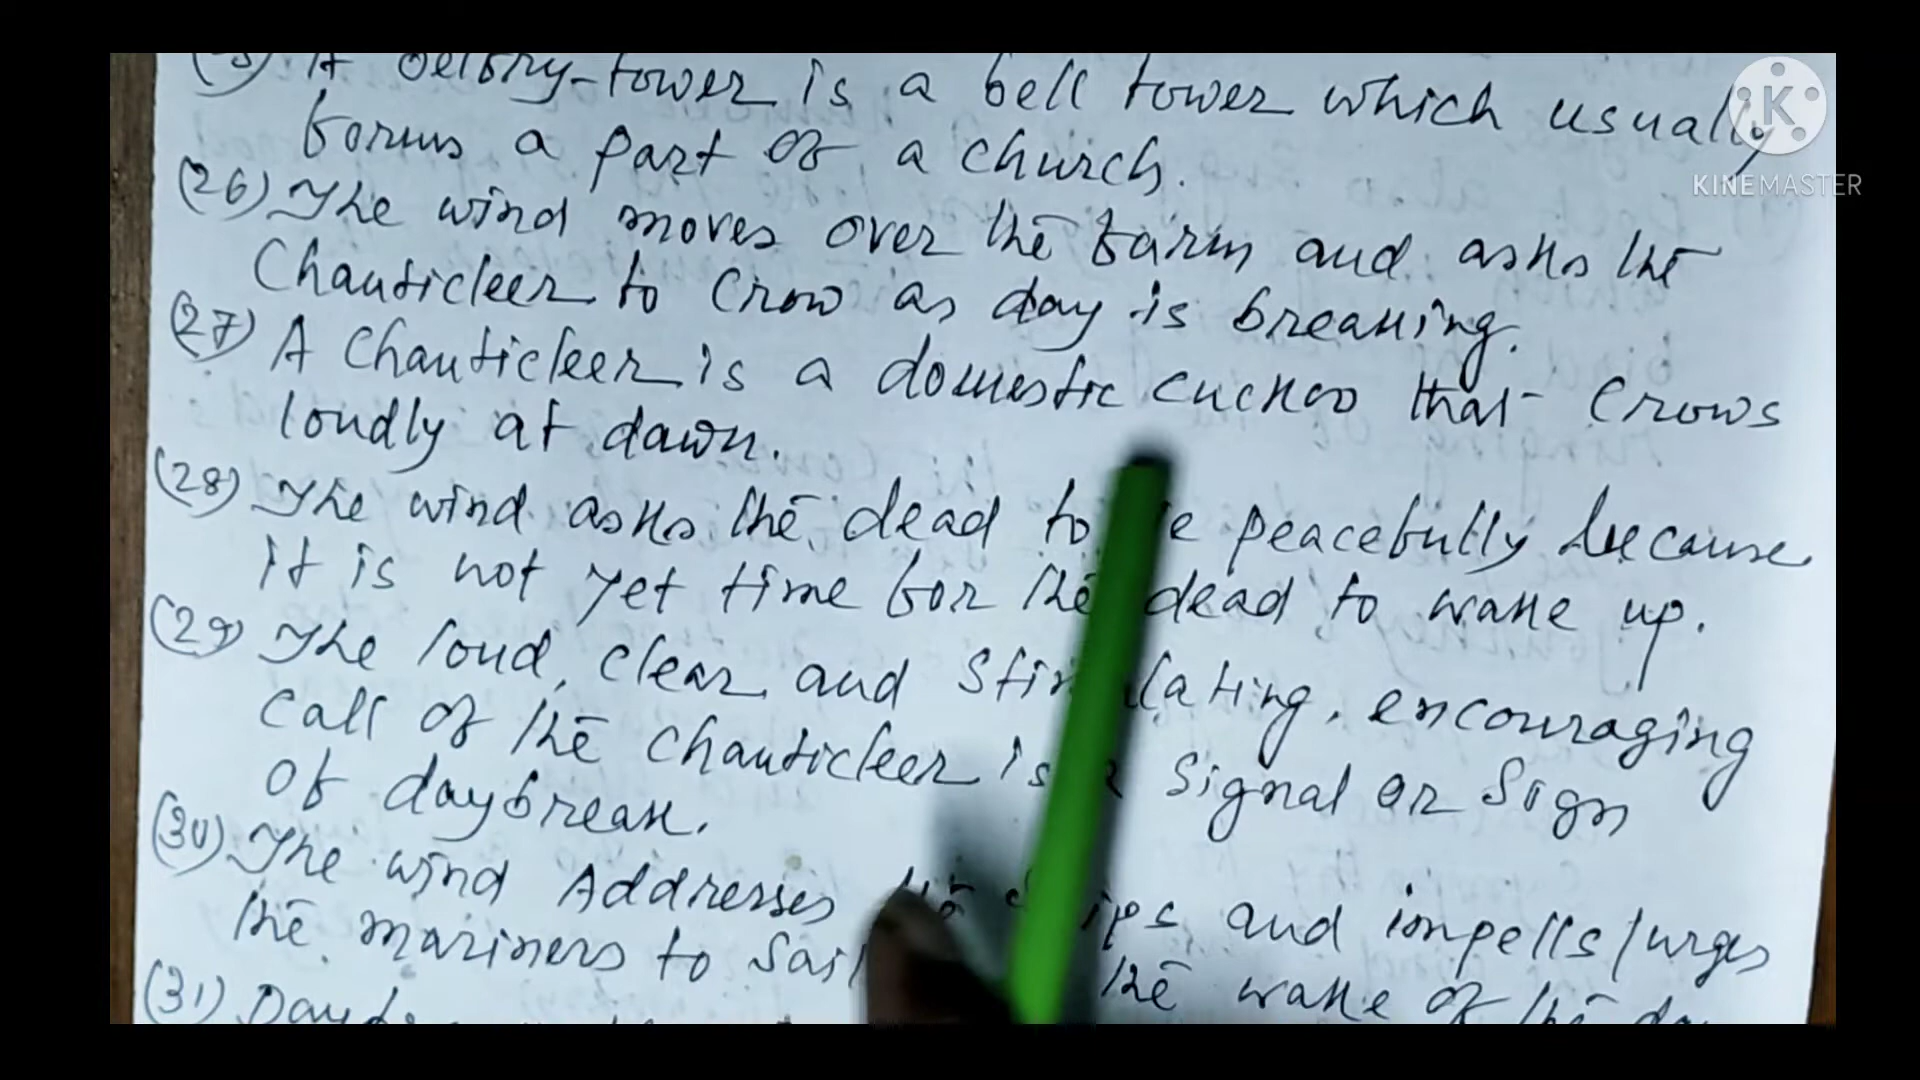 A belfry-tower is a bell tower which usually
forms a part of a church.
(26) The wind moves over the farm and asks the
Chanticleer to crow as day is breaking.
(27) A Chanticleer is a domestic cuckoo that crows
loudly at dawn.
(28) The wind asks the dead to peacefully because
it is not yet time for the dead to wake up.
(29) The loud, clear and encouraging
call of the chanticleer is a signal or sign
of daybreak.
(30) The wind Addresses the ships and impells/urges
the mariners to sail the wake of the
(31)
K
KINEMASTER